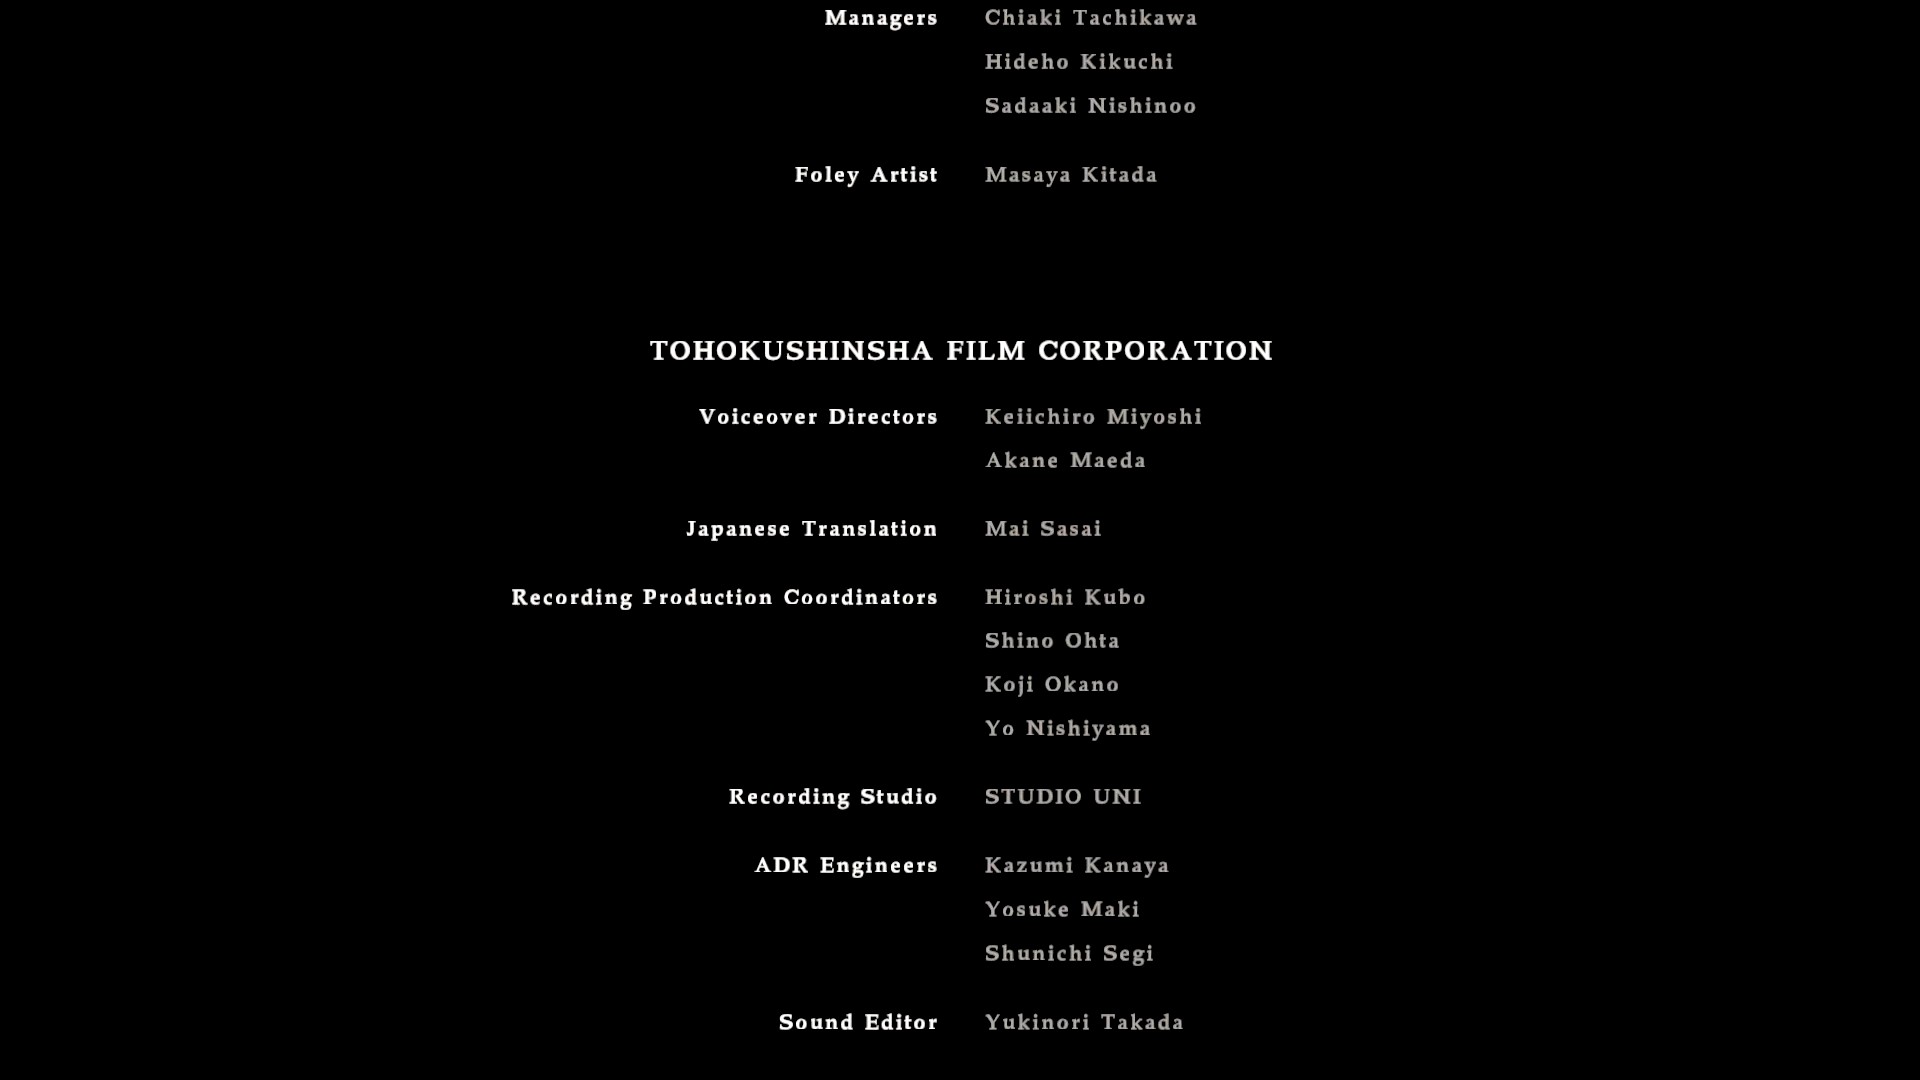 Managers Chiaki Tachikawa
Hideho Kikuchi
Sadaaki Nishinoo
Foley Artist Masaya Kitada
TOHOKUSHINSHA FILM CORPORATION
Voiceover Directors Keiichiro Miyoshi
Akane Maeda
Japanese Translation Mai Sasai
Recording Production Coordinators Hiroshi Kubo
Shino Ohta
Koji Okano
Yo Nishiyama
Recording Studio STUDIO UNI
ADR Engineers Kazumi Kanaya
Yosuke Maki
Shunichi Segi
Sound Editor Yukinori Takada